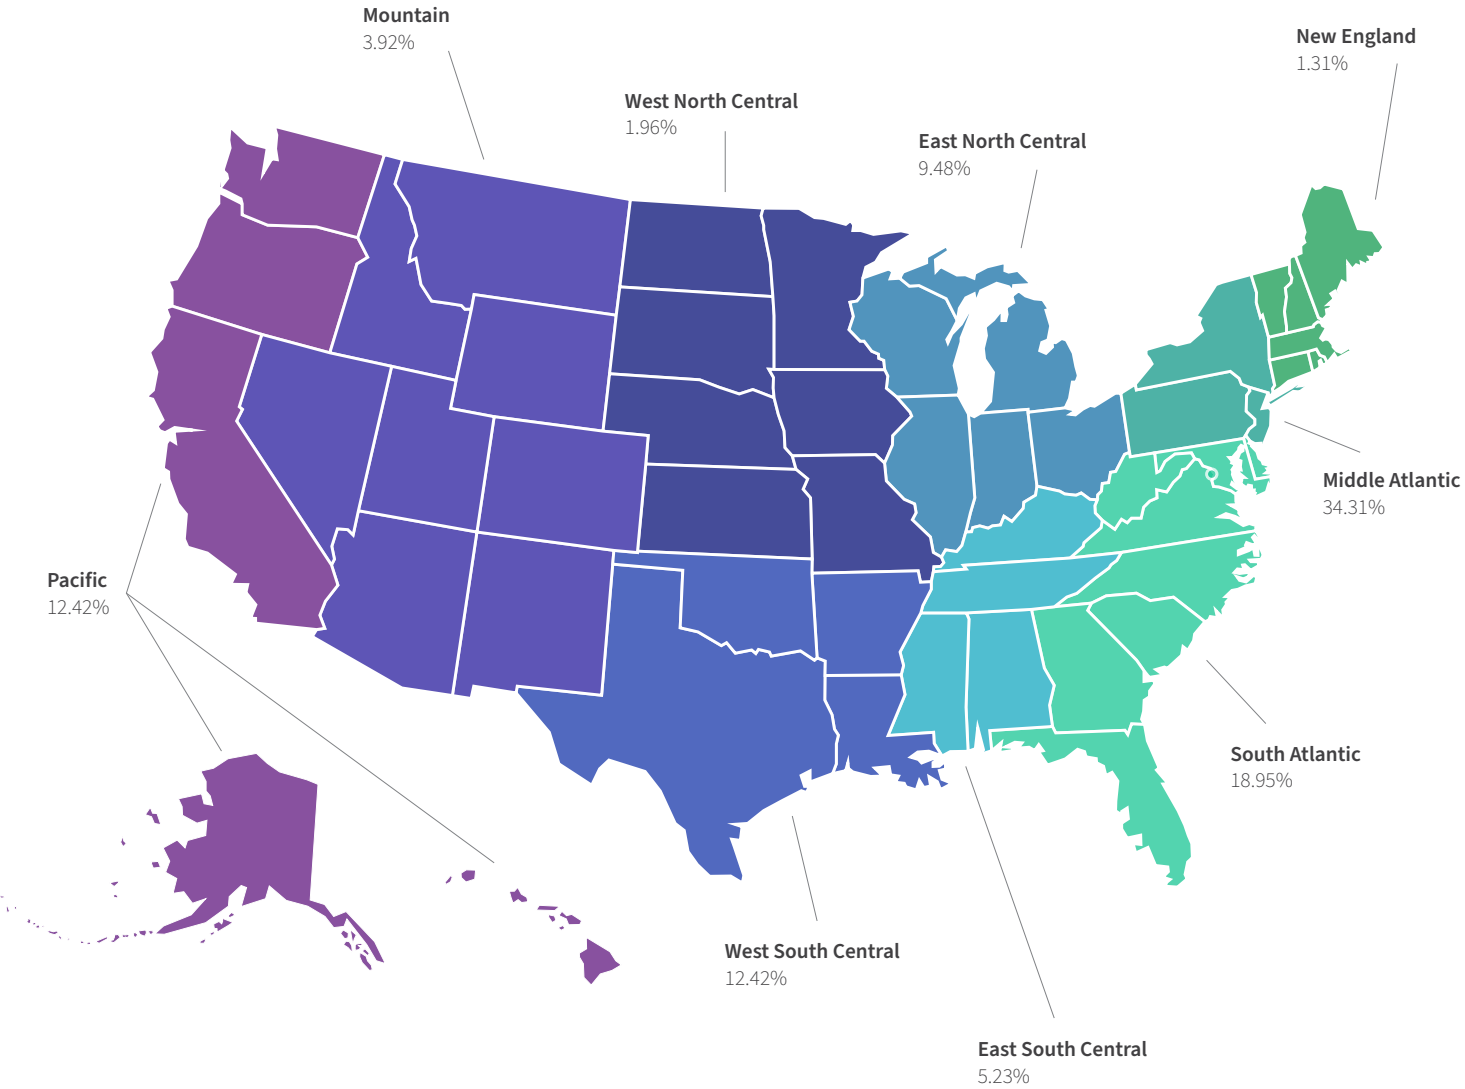 Mountain
3.92%
New England
1.31%
West North Central
1.96%
East North Central
9.48%
Middle Atlantic
34.31%
Pacific
12.42%
South Atlantic
18.95%
West South Central
12.42%
East South Central
5.23%